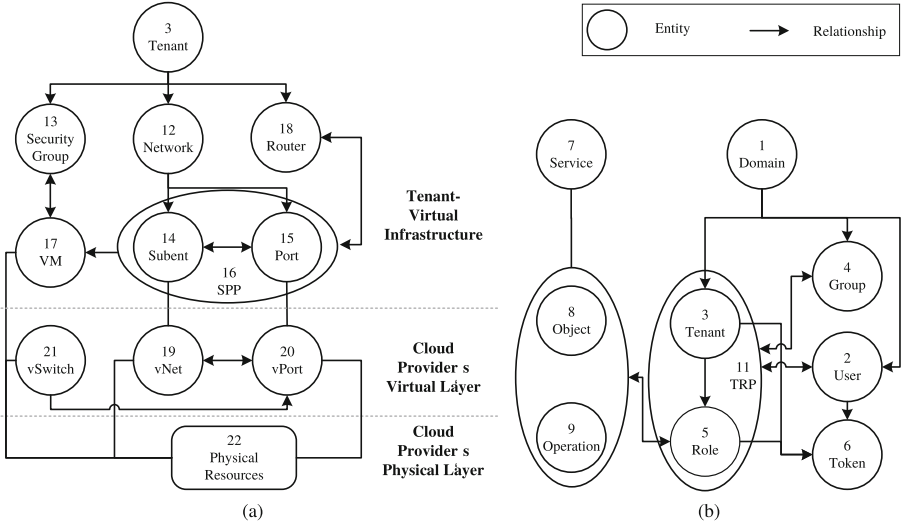 3
Tenant
13
Security
Group
12
Network
18
Router
17
VM
14
Subent
15
Port
16
SPP
Tenant-
Virtual
Infrastructure
21
vSwitch
19
vNet
20
vPort
Cloud
Provider s
Virtual Layer
22
Physical
Resources
Cloud
Provider s
Physical Layer
(a)
Entity
Relationship
7
Service
1
Domain
8
Object
9
Operation
3
Tenant
4
Group
11
TRP
2
User
5
Role
6
Token
(b)